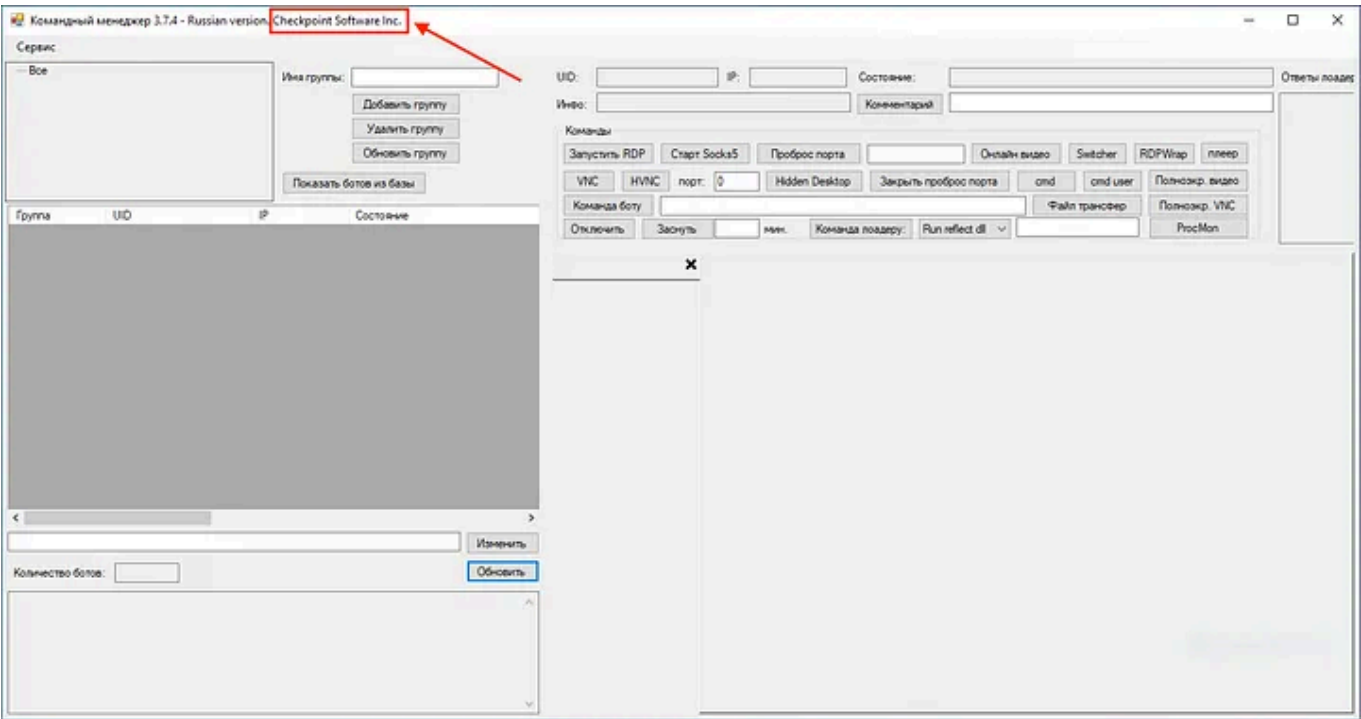 Командный менеджер 3.7.4 - Russian version. Checkpoint Software Inc.
Сервис
Все
Имя группы:
Добавить группу
Удалить группу
Обновить группу
Показать ботов из базы
Группа UID IP Состояние
Изменить
Количество ботов:
Обновить
UID: IP: Состояние: Ответы лоадер
Инфо: Комментарий
Команды
Запустить RDP Старт Socks5 Проброс порта Онлайн видео Switcher RDPWrap плеер
VNC HVNC порт: 0 Hidden Desktop Закрыть проброс порта cmd cmd user Полноэкр. видео
Команда боту Файл трансфер Полноэкр. VNC
Отключить Заснуть мин. Команда лоадеру: Run reflect dll ProcMon